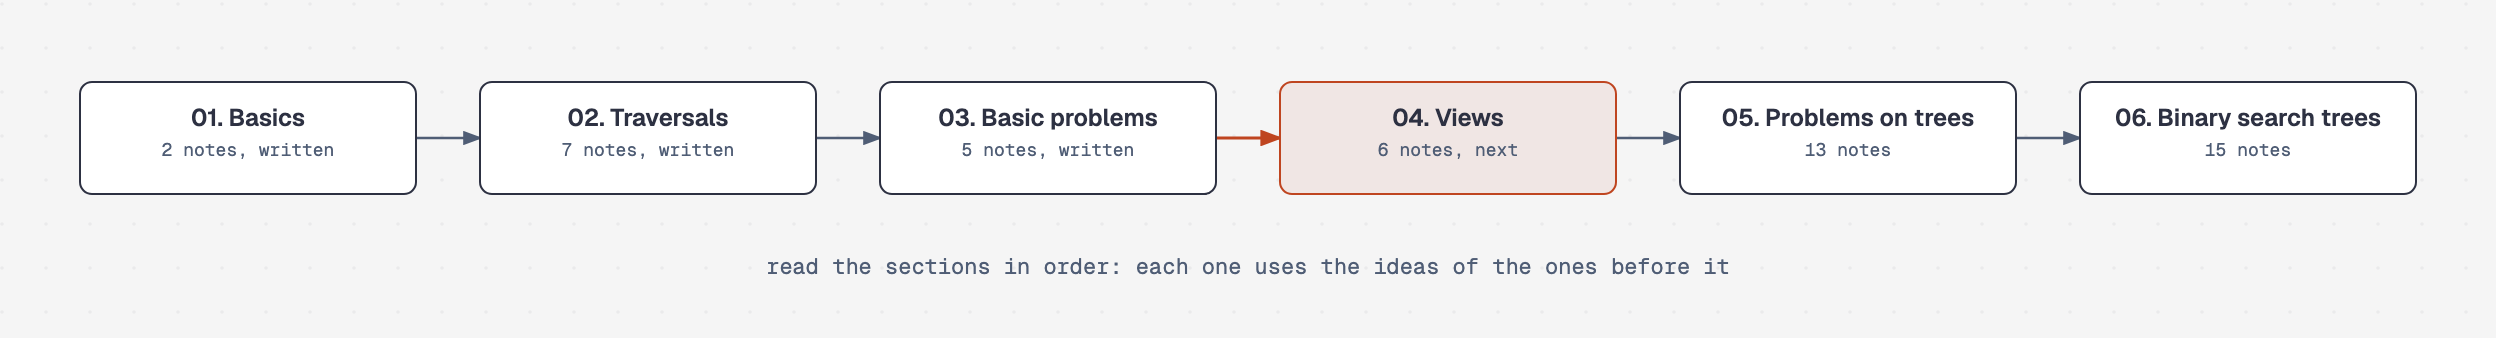 01. Basics
2 notes, written
02. Traversals
7 notes, written
03. Basic problems
5 notes, written
04. Views
6 notes, next
05. Problems on trees
13 notes
06. Binary search trees
15 notes
read the sections in order: each one uses the ideas of the ones before it